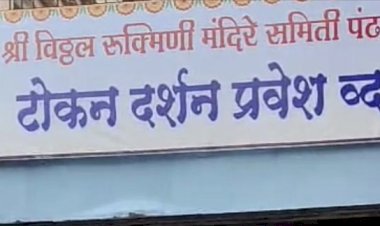 श्री विठ्ठल रूक्मिणी मंदिरे समिती पंढ
टोकन दर्शन प्रवेश व्द